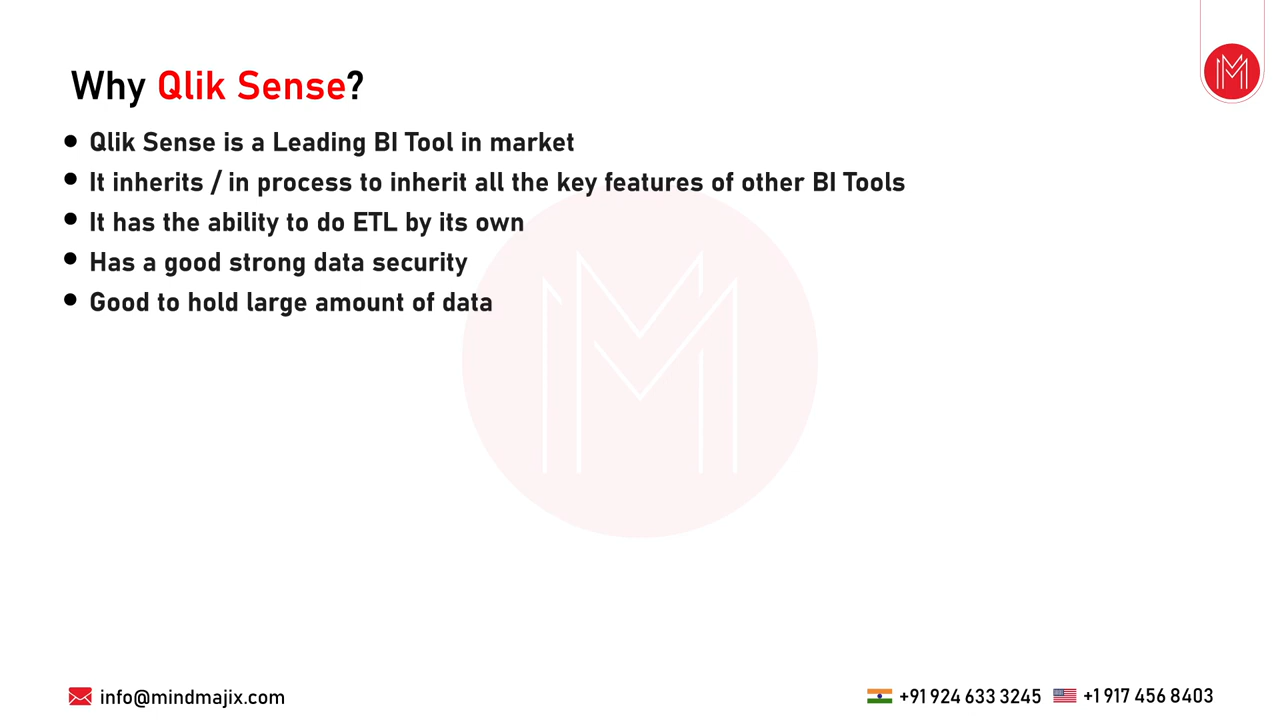 Why Qlik Sense?
• Qlik Sense is a Leading BI Tool in market
• It inherits / in process to inherit all the key features of other BI Tools
• It has the ability to do ETL by its own
• Has a good strong data security
• Good to hold large amount of data
info@mindmajix.com
+91 924 633 3245
+1 917 456 8403